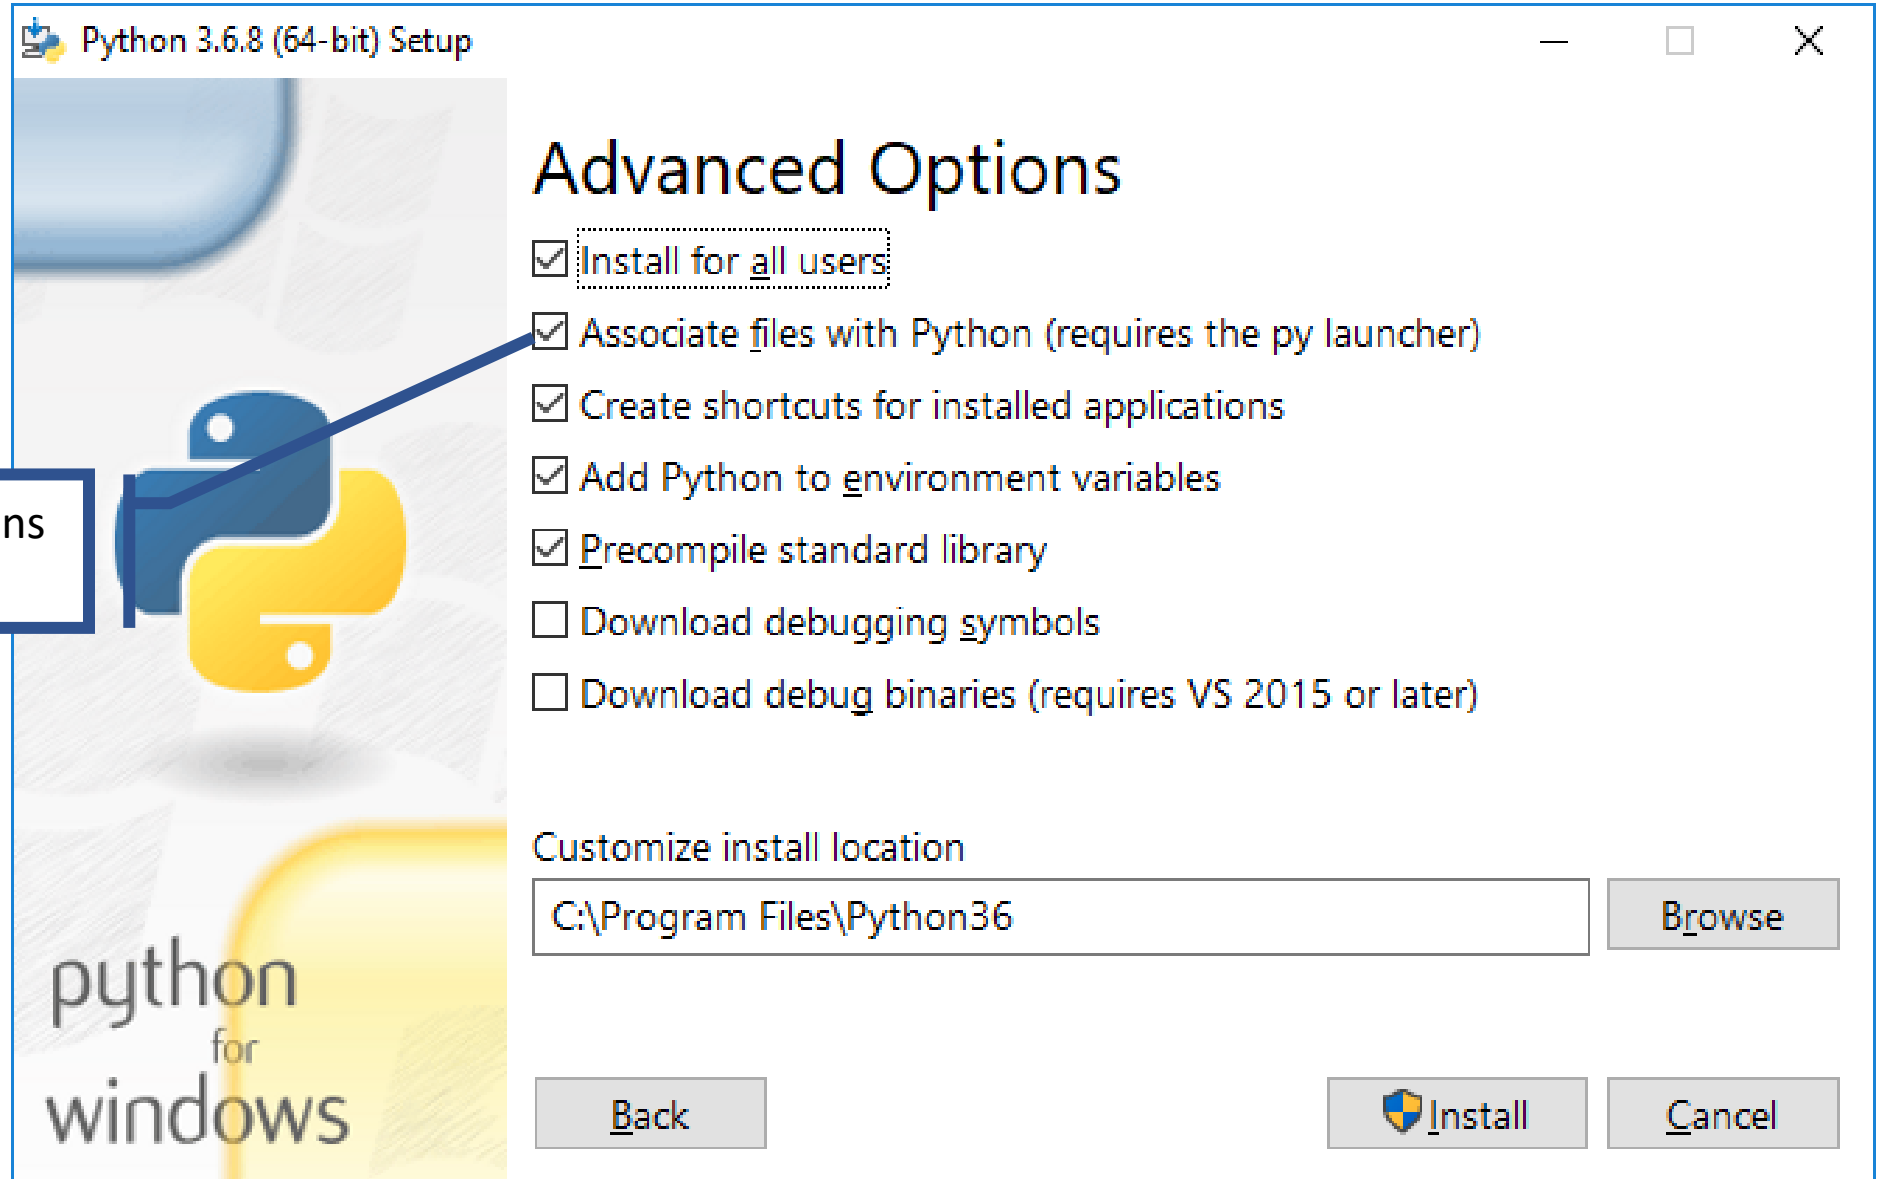 Python 3.6.8 (64-bit) Setup
Advanced Options
Install for all users
Associate files with Python (requires the py launcher)
Create shortcuts for installed applications
Add Python to environment variables
ns
Precompile standard library
Download debugging symbols
Download debug binaries (requires VS 2015 or later)
Customize install location
C:\Program Files\Python36
Browse
python
for
windows
Back
Install
Cancel